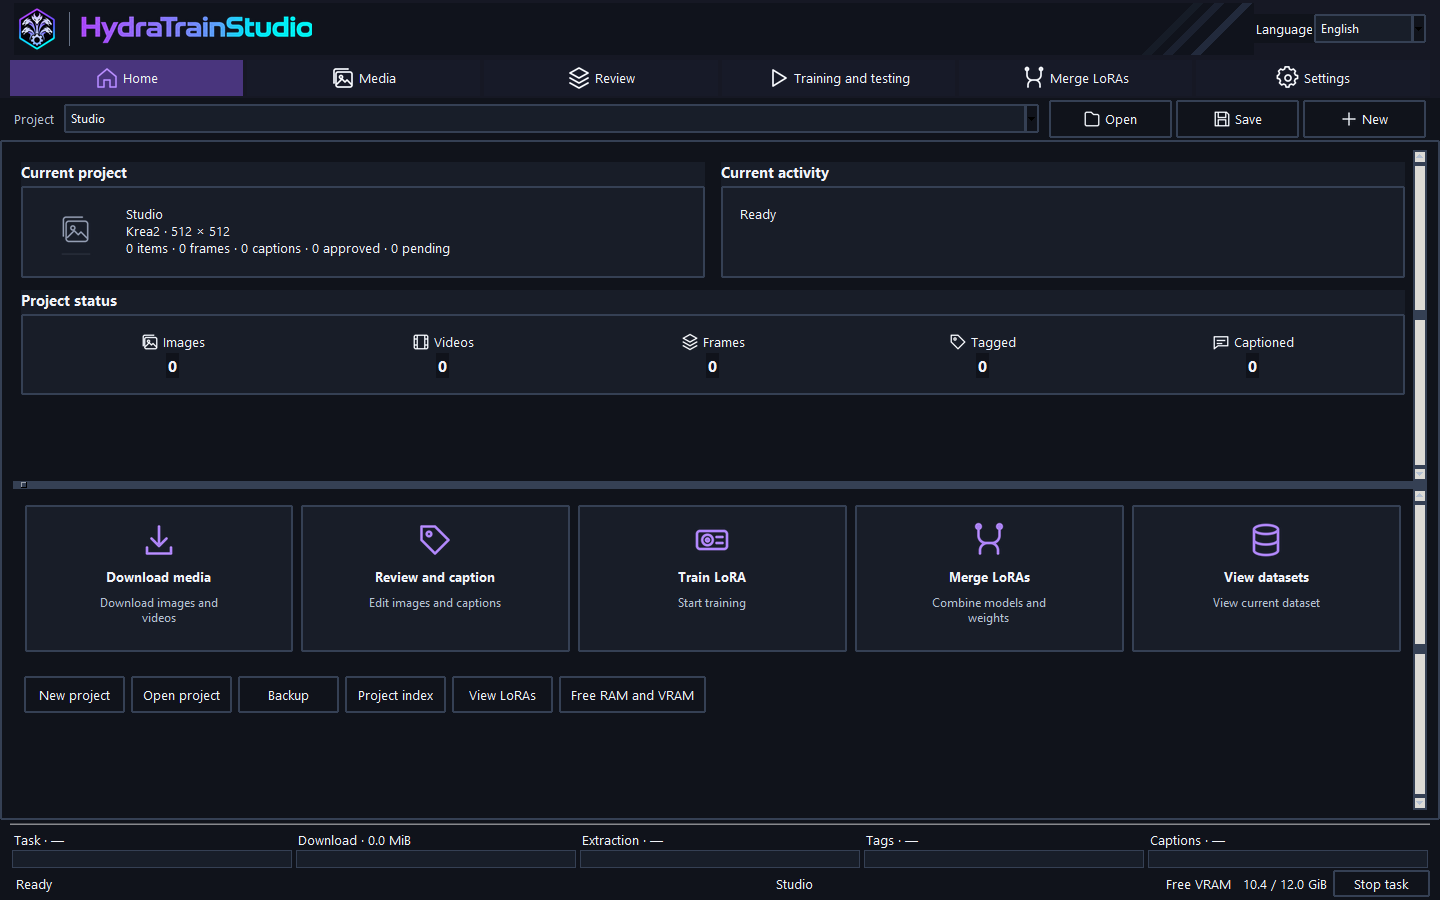 HydraTrainStudio
Language English
Home Media Review Training and testing Merge LoRAs Settings
Project Studio Open Save New
Current project
Studio
Krea2 · 512 × 512
0 items · 0 frames · 0 captions · 0 approved · 0 pending
Current activity
Ready
Project status
Images Videos Frames Tagged Captioned
0 0 0 0 0
Download media
Download images and
videos
Review and caption
Edit images and captions
Train LoRA
Start training
Merge LoRAs
Combine models and
weights
View datasets
View current dataset
New project Open project Backup Project index View LoRAs Free RAM and VRAM
Task · — Download · 0.0 MiB Extraction · — Tags · — Captions · —
Ready Studio Free VRAM 10.4 / 12.0 GiB Stop task